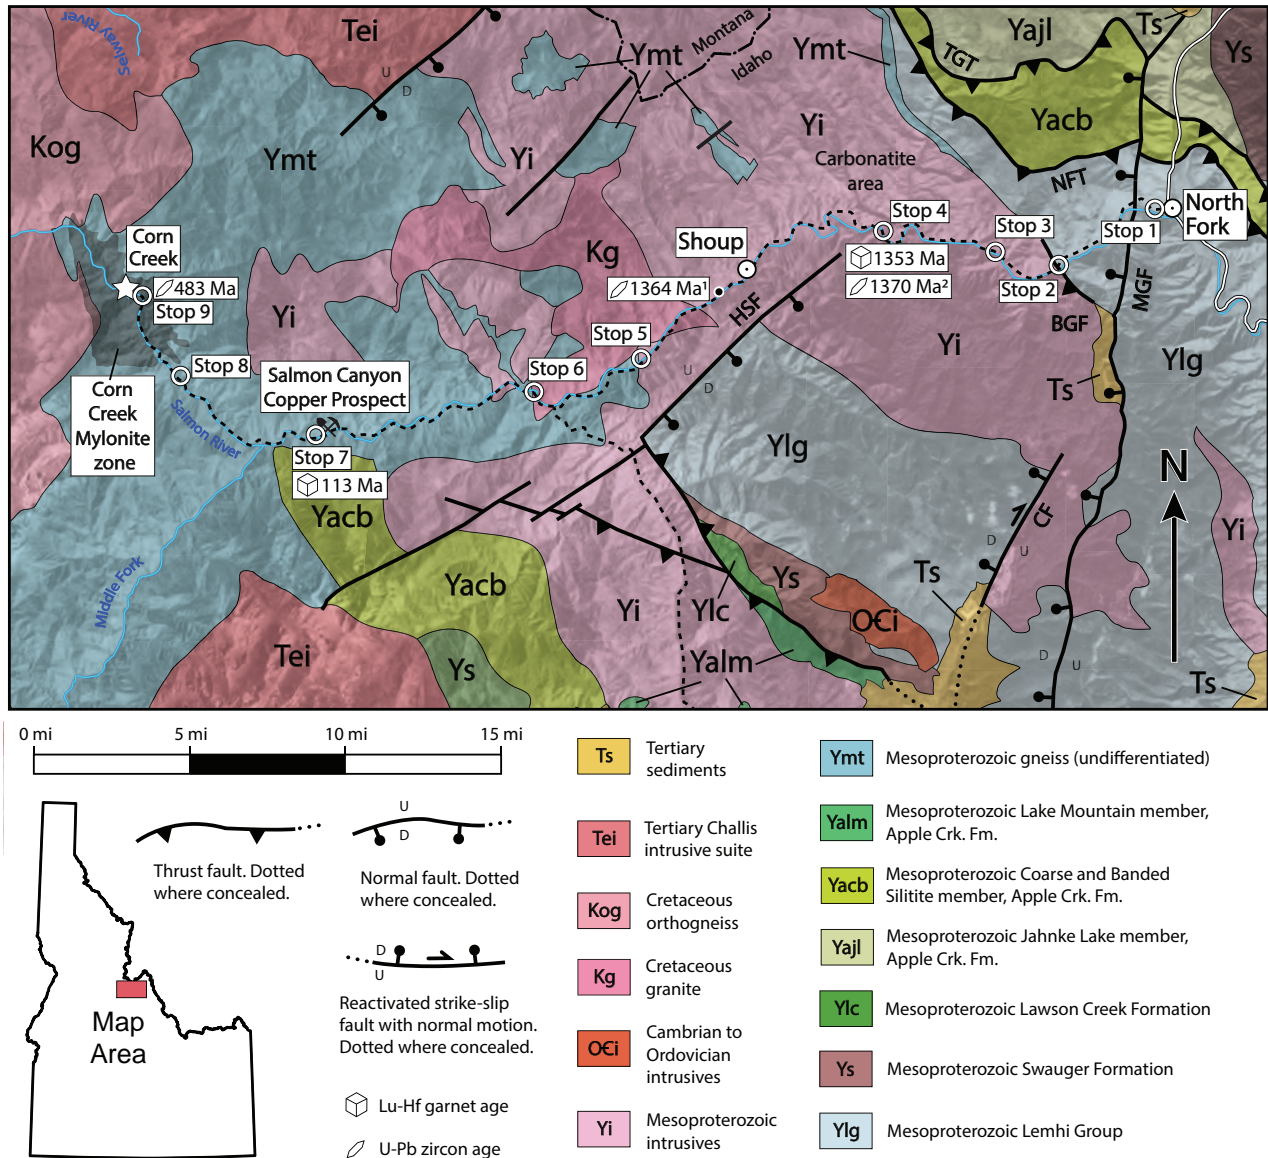 Selway River
Tei
U
D
Ymt
Montana
Idaho
Ymt
TGT
Yajl
Ts
Ys
Kog
Ymt
Yi
Yi
Yacb
Carbonatite
area
NFT
Kg
Shoup
Stop 4
Stop 3
Stop 1
North
Fork
Corn
Creek
483 Ma
Stop 9
1364 Ma¹
1353 Ma
1370 Ma²
Stop 2
MGF
HSF
BGF
Yi
Yi
Ylg
Stop 5
Stop 8
Stop 6
Salmon Canyon
Copper Prospect
U
D
Ts
Corn
Creek
Mylonite
zone
Salmon River
Stop 7
113 Ma
Ylg
N
Yacb
CF
D
U
Yi
Middle Fork
Yacb
Yi
Ylc
Ys
Ts
OЄi
Tei
Ys
Yalm
D
U
Ts
0 mi
5 mi
10 mi
15 mi
U
D
Thrust fault. Dotted
where concealed.
Normal fault. Dotted
where concealed.
D
U
Reactivated strike-slip
fault with normal motion.
Dotted where concealed.
Map
Area
Lu-Hf garnet age
U-Pb zircon age
Ts
Tertiary
sediments
Tei
Tertiary Challis
intrusive suite
Kog
Cretaceous
orthogneiss
Kg
Cretaceous
granite
OЄi
Cambrian to
Ordovician
intrusives
Yi
Mesoproterozoic
intrusives
Ymt
Mesoproterozoic gneiss (undifferentiated)
Yalm
Mesoproterozoic Lake Mountain member,
Apple Crk. Fm.
Yacb
Mesoproterozoic Coarse and Banded
Silitite member, Apple Crk. Fm.
Yajl
Mesoproterozoic Jahnke Lake member,
Apple Crk. Fm.
Ylc
Mesoproterozoic Lawson Creek Formation
Ys
Mesoproterozoic Swauger Formation
Ylg
Mesoproterozoic Lemhi Group